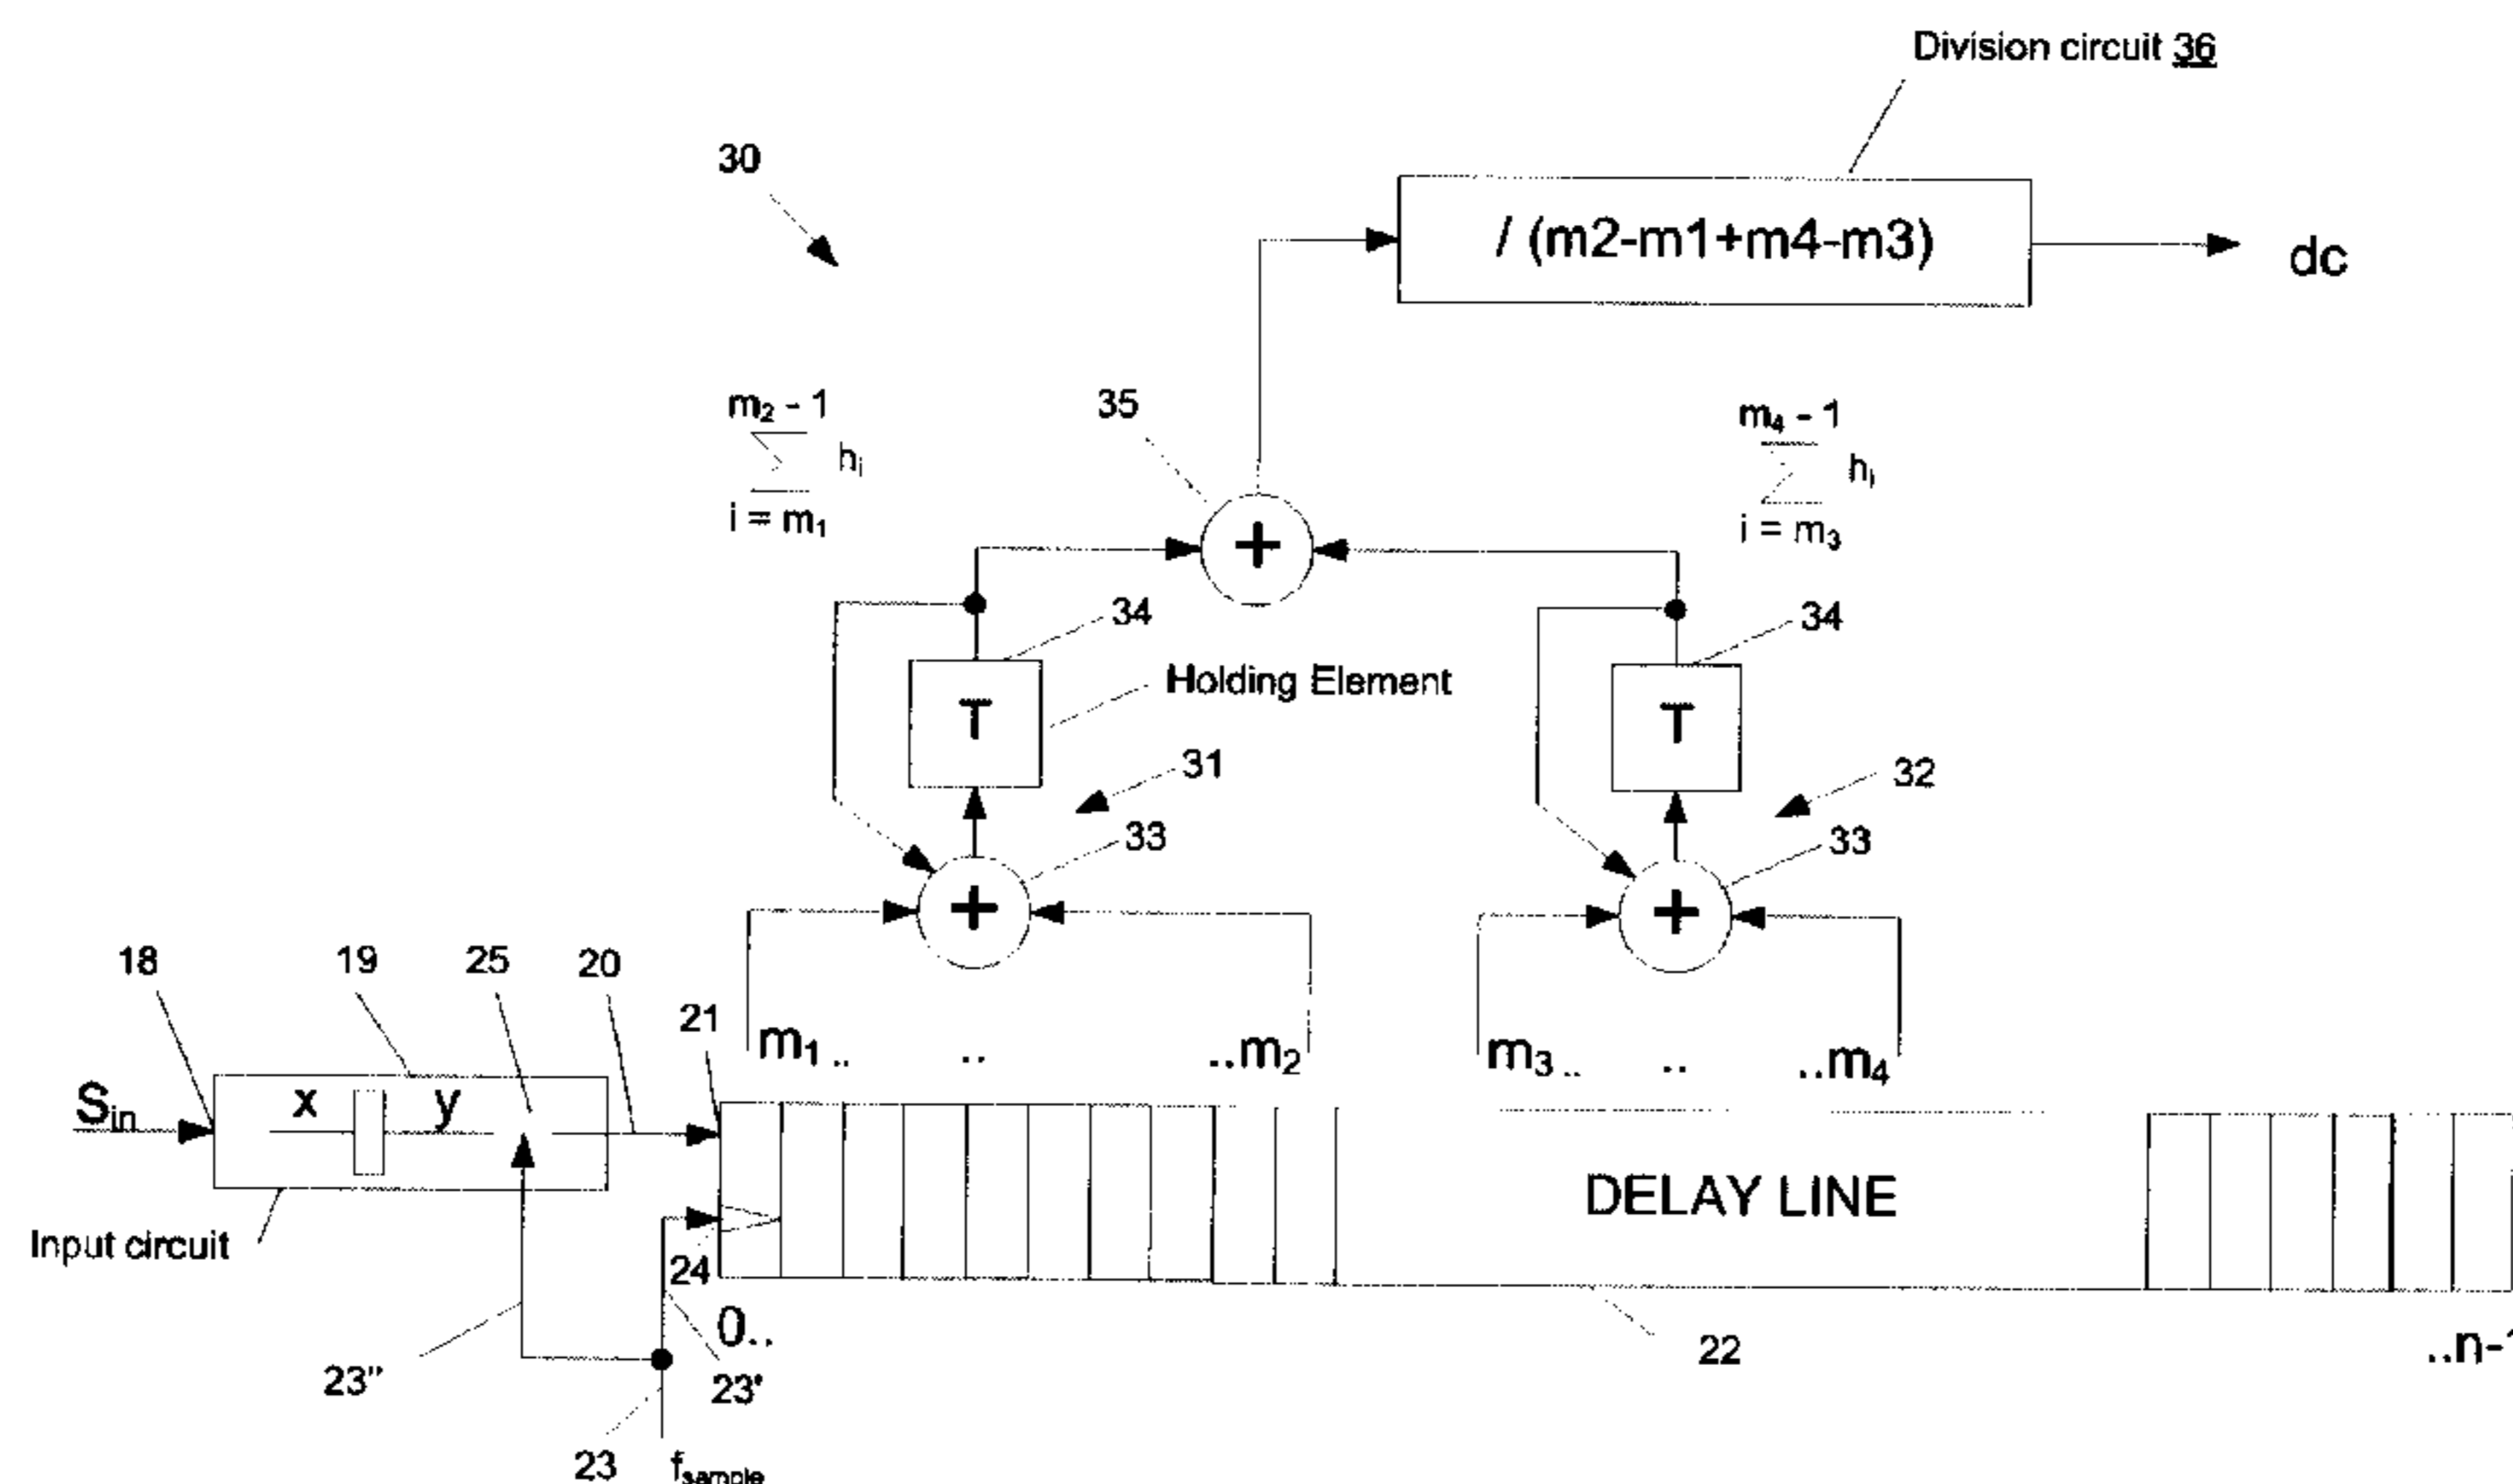 Division circuit 36
30
/ (m2-m1+m4-m3)
dc
m₂ - 1
∑ hᵢ
i = m₁
35
m₄ - 1
∑ hᵢ
i = m₃
34
34
Holding Element
T
T
31
32
33
33
+
+
+
18
19
25
20
21
m₁ ..
..
..m₂
m₃ ..
..
..m₄
Sin
x
y
DELAY LINE
Input circuit
24
0..
23"
23'
22
..n-1
23
fsample